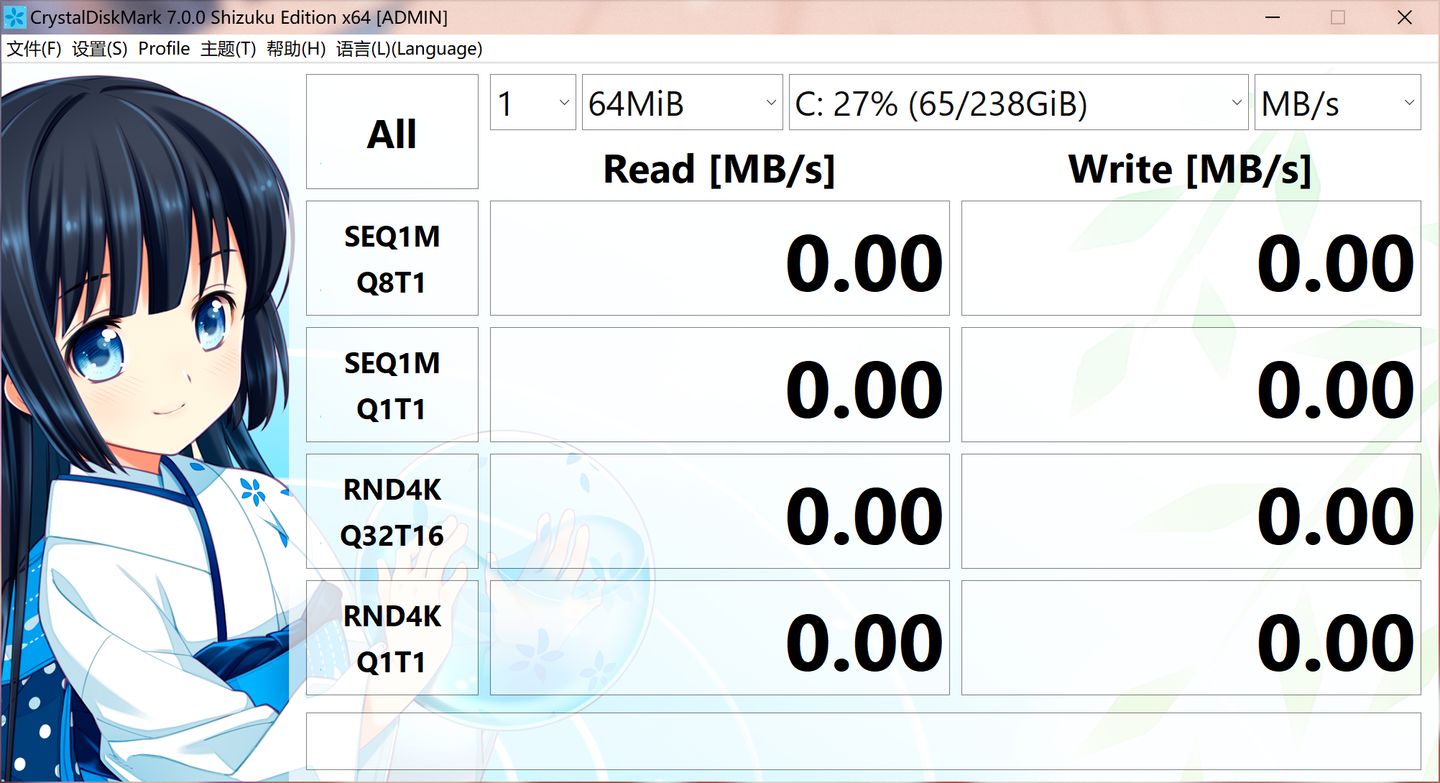 CrystalDiskMark 7.0.0 Shizuku Edition x64 [ADMIN]
文件(F) 设置(S) Profile 主题(T) 帮助(H) 语言(L)(Language)
All
1 64MiB C: 27% (65/238GiB) MB/s
Read [MB/s] Write [MB/s]
SEQ1M
Q8T1
0.00 0.00
SEQ1M
Q1T1
0.00 0.00
RND4K
Q32T16
0.00 0.00
RND4K
Q1T1
0.00 0.00